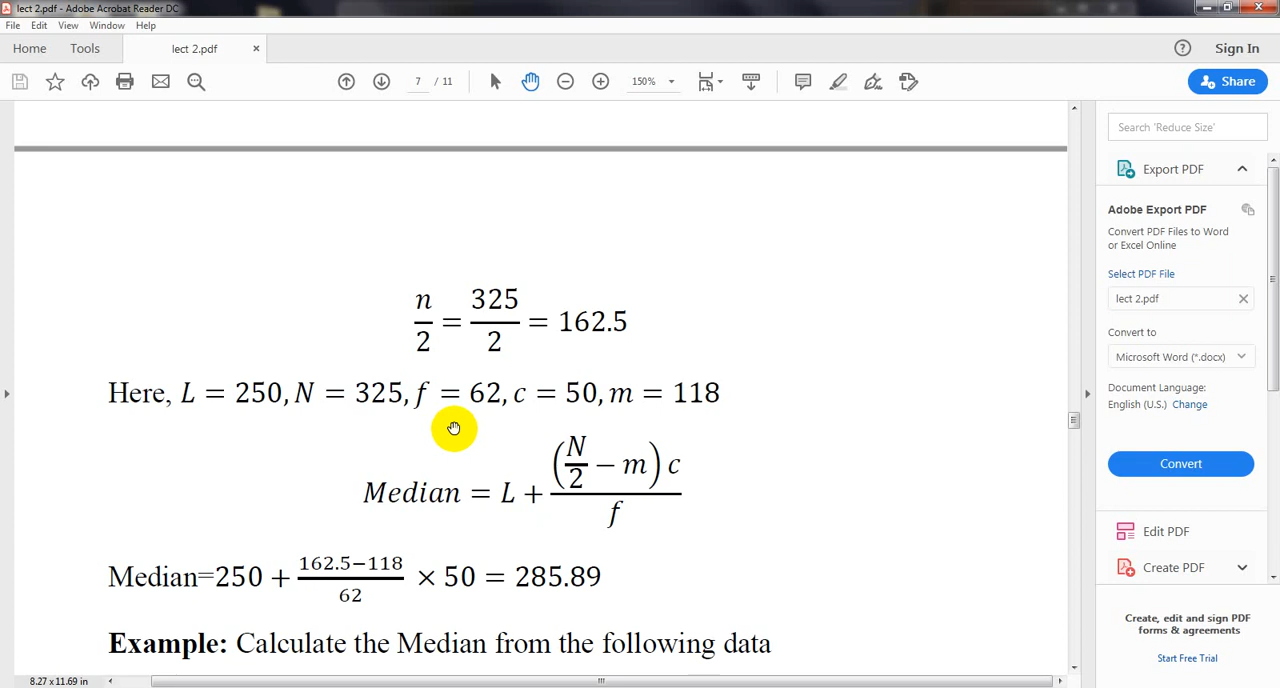 lect 2.pdf - Adobe Acrobat Reader DC
File Edit View Window Help
Home Tools lect 2.pdf × ? Sign In
7 / 11 150% Share
n/2 = 325/2 = 162.5
Here, L = 250, N = 325, f = 62, c = 50, m = 118
Median = L + (N/2 − m) c / f
Median=250 + 162.5−118/62 × 50 = 285.89
Example: Calculate the Median from the following data
8.27 x 11.69 in
Search 'Reduce Size'
Export PDF
Adobe Export PDF
Convert PDF Files to Word
or Excel Online
Select PDF File
lect 2.pdf
Convert to
Microsoft Word (*.docx)
Document Language:
English (U.S.) Change
Convert
Edit PDF
Create PDF
Create, edit and sign PDF
forms & agreements
Start Free Trial